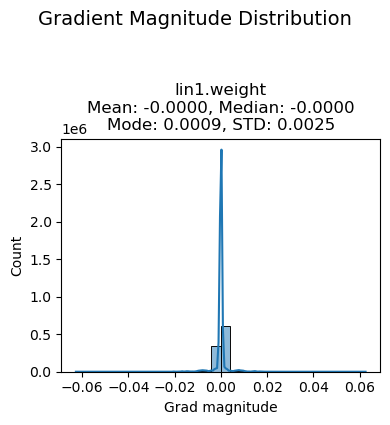 Gradient Magnitude Distribution
lin1.weight
Mean: -0.0000, Median: -0.0000
Mode: 0.0009, STD: 0.0025
1e6
3.0
2.5
2.0
1.5
1.0
0.5
0.0
Count
−0.06 −0.04 −0.02 0.00 0.02 0.04 0.06
Grad magnitude